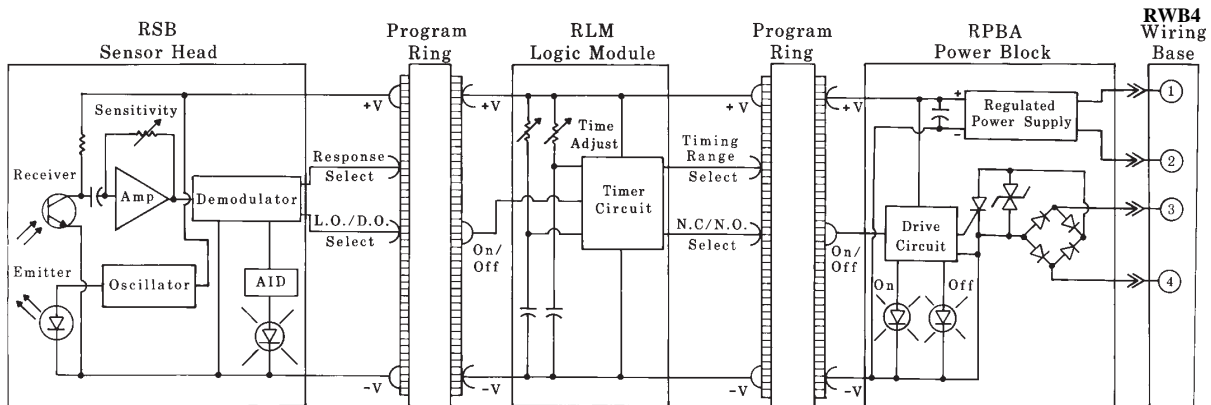 RSB
Sensor Head
Program
Ring
RLM
Logic Module
Program
Ring
RPBA
Power Block
RWB4
Wiring
Base
+V
+V
+V
+V
Sensitivity
Receiver
Amp
Demodulator
Response
Select
L.O./D.O.
Select
Emitter
Oscillator
AID
-V
-V
On/
Off
Time
Adjust
Timer
Circuit
Timing
Range
Select
N.C/N.O.
Select
-V
-V
On/
Off
+
-
Regulated
Power Supply
Drive
Circuit
On
Off
1
2
3
4